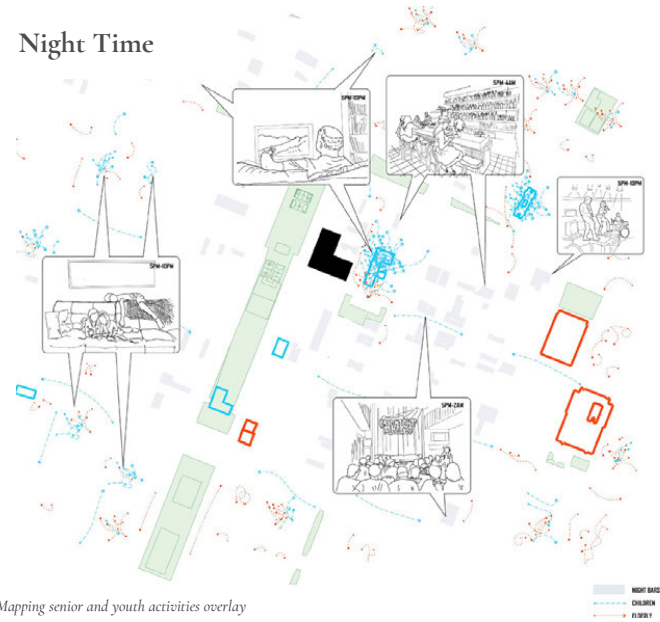 Night Time
5PM-10PM
5PM-4AM
5PM-10PM
5PM-10PM
5PM-2AM
NIGHT BARS
CHILDREN
ELDERLY
Mapping senior and youth activities overlay